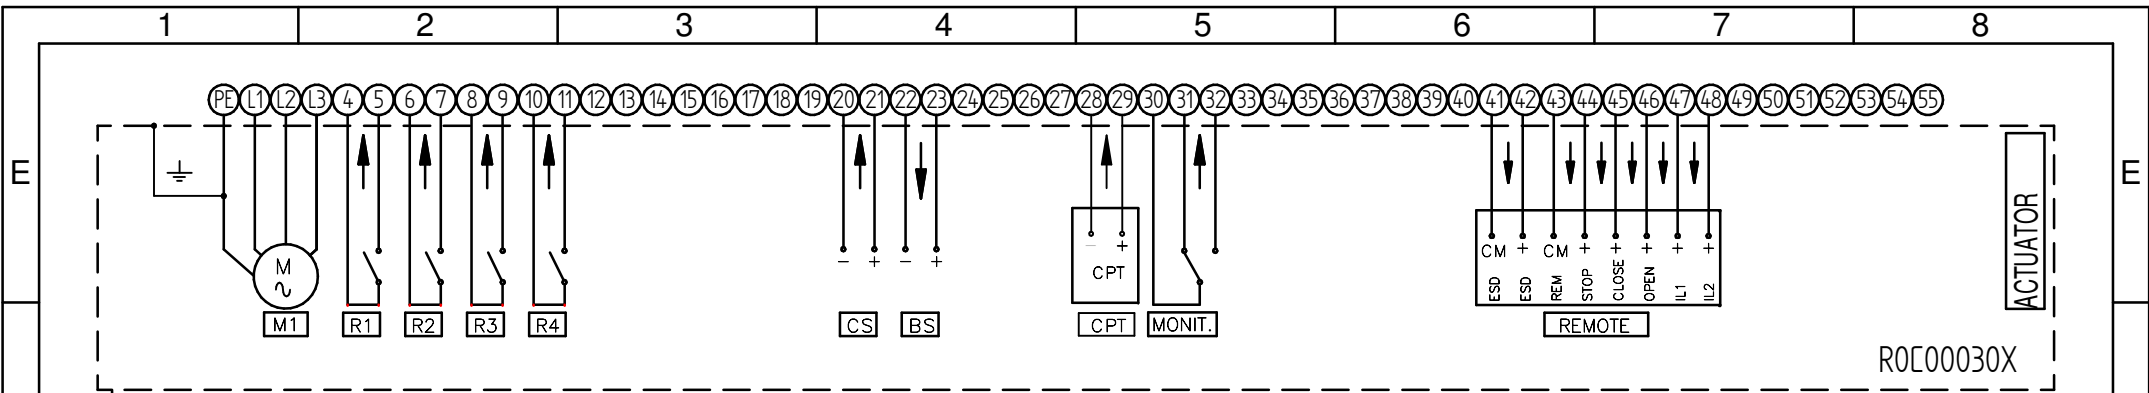 1 2 3 4 5 6 7 8
PE L1 L2 L3 4 5 6 7 8 9 10 11 12 13 14 15 16 17 18 19 20 21 22 23 24 25 26 27 28 29 30 31 32 33 34 35 36 37 38 39 40 41 42 43 44 45 46 47 48 49 50 51 52 53 54 55
E E
ACTUATOR
− + − + − +
CM + CM + + + + +
M
CPT
ESD ESD REM STOP CLOSE OPEN IL1 IL2
M1 R1 R2 R3 R4 CS BS CPT MONIT. REMOTE
R0C00030X